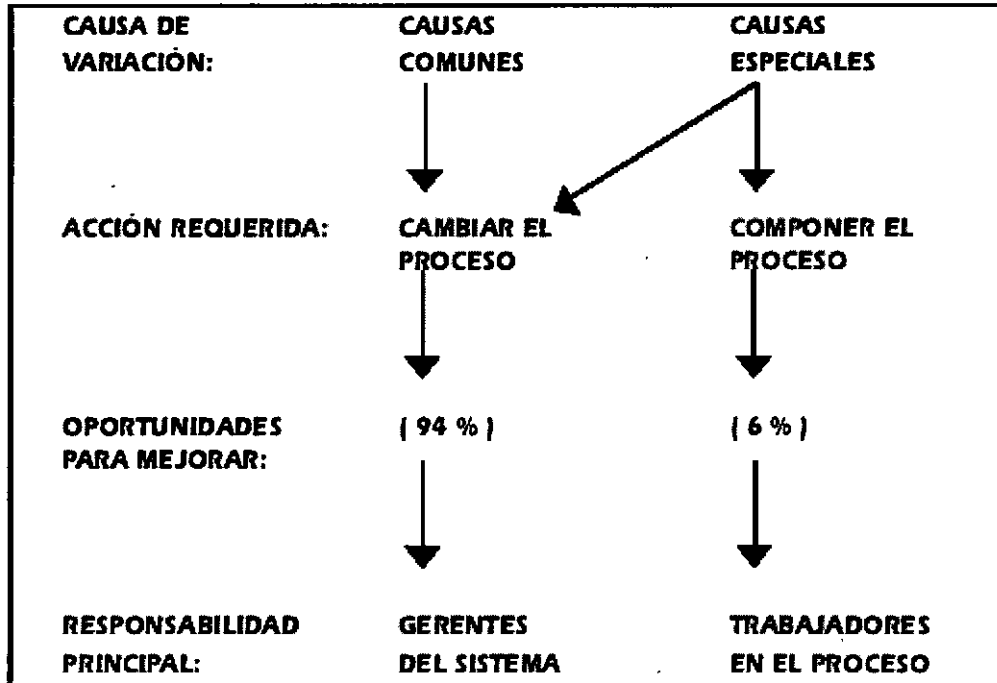 CAUSA DE CAUSAS CAUSAS
VARIACIÓN: COMUNES ESPECIALES
ACCIÓN REQUERIDA: CAMBIAR EL COMPONER EL
PROCESO PROCESO
OPORTUNIDADES ( 94 % ) ( 6 % )
PARA MEJORAR:
RESPONSABILIDAD GERENTES TRABAJADORES
PRINCIPAL: DEL SISTEMA EN EL PROCESO